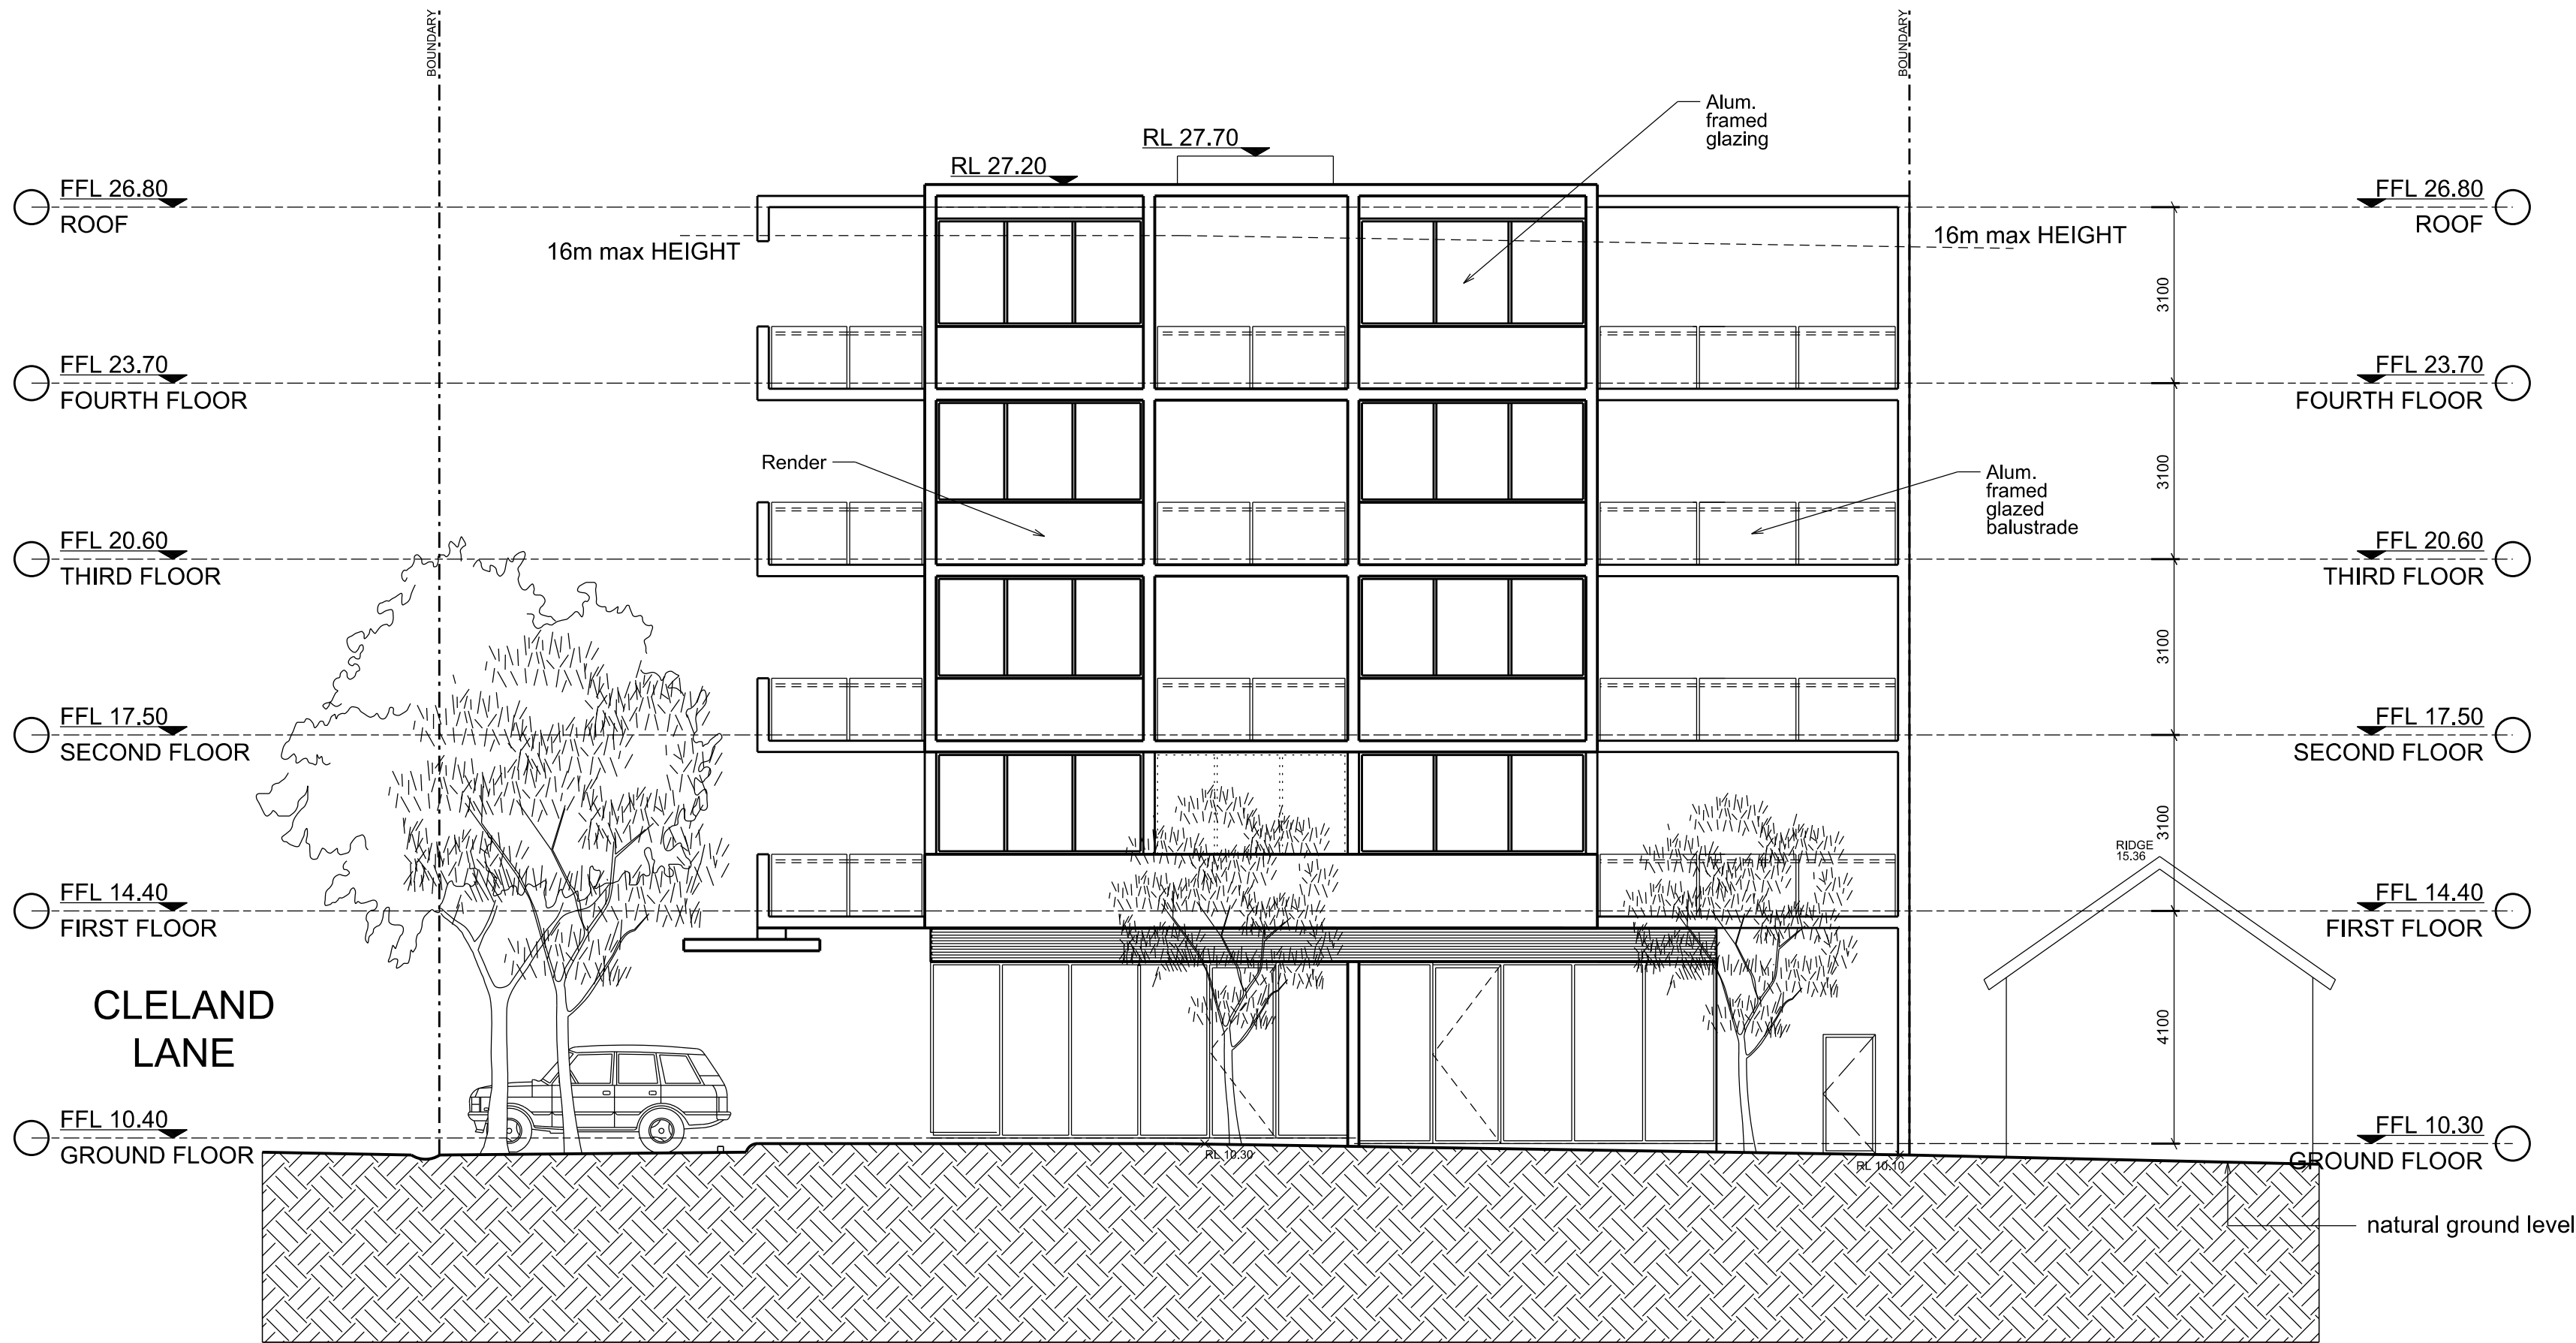 BOUNDARY
BOUNDARY
Alum.
framed
glazing
RL 27.70
RL 27.20
FFL 26.80
ROOF
FFL 26.80
ROOF
16m max HEIGHT
16m max HEIGHT
3100
FFL 23.70
FOURTH FLOOR
FFL 23.70
FOURTH FLOOR
Render
3100
Alum.
framed
glazed
balustrade
FFL 20.60
THIRD FLOOR
FFL 20.60
THIRD FLOOR
3100
FFL 17.50
SECOND FLOOR
FFL 17.50
SECOND FLOOR
3100
RIDGE
15.36
FFL 14.40
FIRST FLOOR
FFL 14.40
FIRST FLOOR
CLELAND
LANE
4100
FFL 10.40
GROUND FLOOR
FFL 10.30
GROUND FLOOR
RL 10.30
RL 10.10
natural ground level